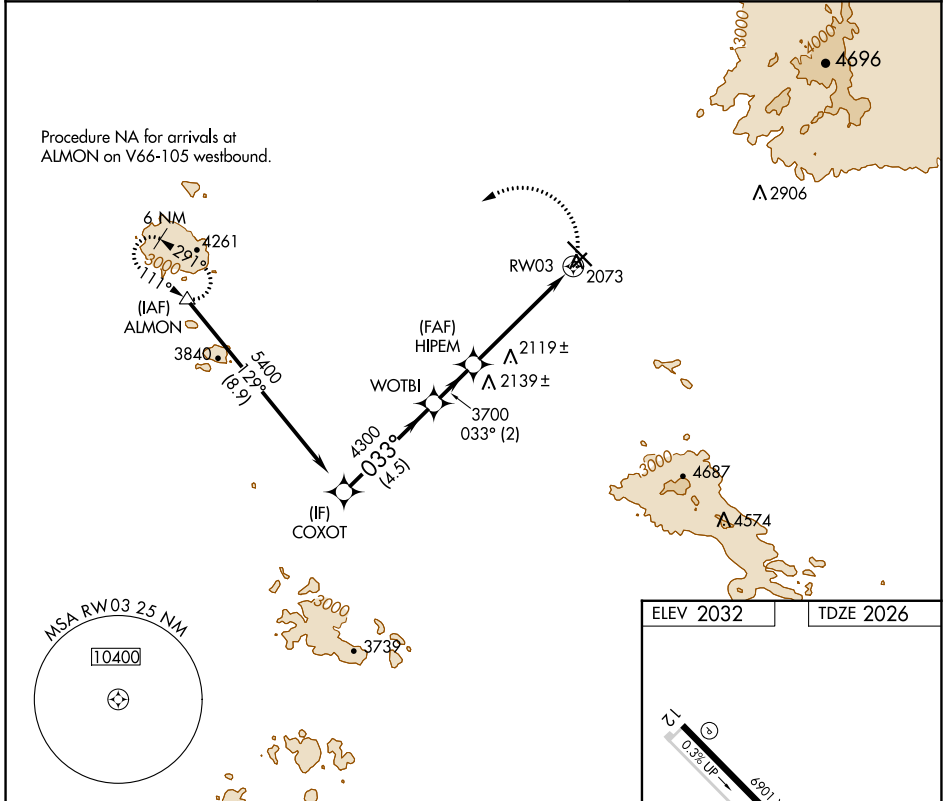 3000
4000
4696
Procedure NA for arrivals at
ALMON on V66-105 westbound.
2906
6 NM
4261
291°
3000
111°
RW03
2073
(IAF)
ALMON
(FAF)
HIPEM
2119±
3840
5400
129°
(8.9)
WOTBI
2139±
3700
033° (2)
4300
033°
(4.5)
3000
4687
4574
(IF)
COXOT
3000
3739
MSA RW03 25 NM
10400
ELEV 2032
TDZE 2026
12
P
0.3% UP
6901